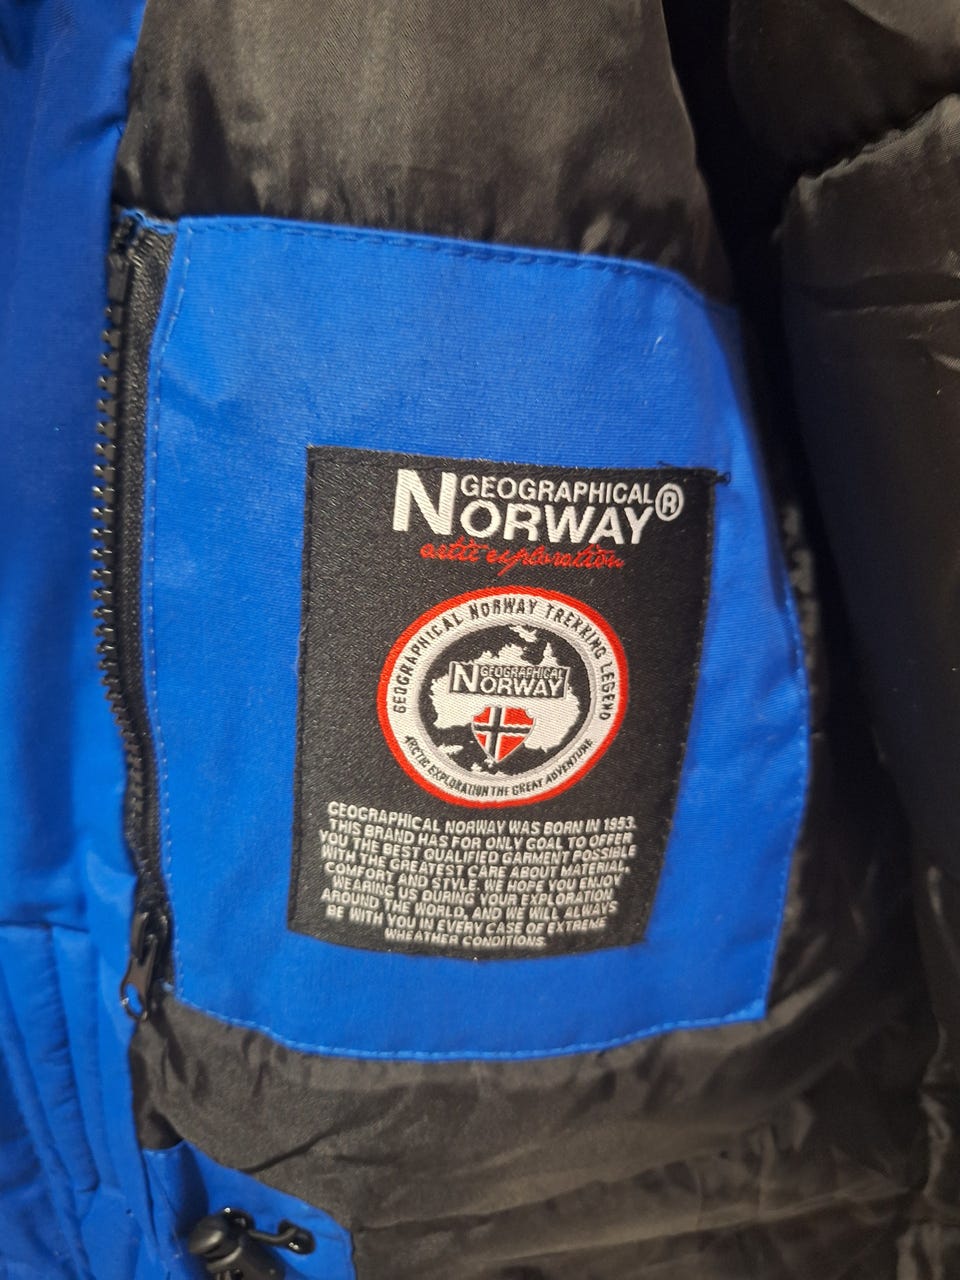 GEOGRAPHICAL
NORWAY®
artic exploration
GEOGRAPHICAL NORWAY TREKKING LEGEND
GEOGRAPHICAL
NORWAY
ARCTIC EXPLORATION THE GREAT ADVENTURE
GEOGRAPHICAL NORWAY WAS BORN IN 1953.
THIS BRAND HAS FOR ONLY GOAL TO OFFER
YOU THE BEST QUALIFIED GARMENT POSSIBLE
WITH THE GREATEST CARE ABOUT MATERIAL,
COMFORT AND STYLE. WE HOPE YOU ENJOY
WEARING US DURING YOUR EXPLORATION
AROUND THE WORLD, AND WE WILL ALWAYS
BE WITH YOU IN EVERY CASE OF EXTREME
WHEATHER CONDITIONS.